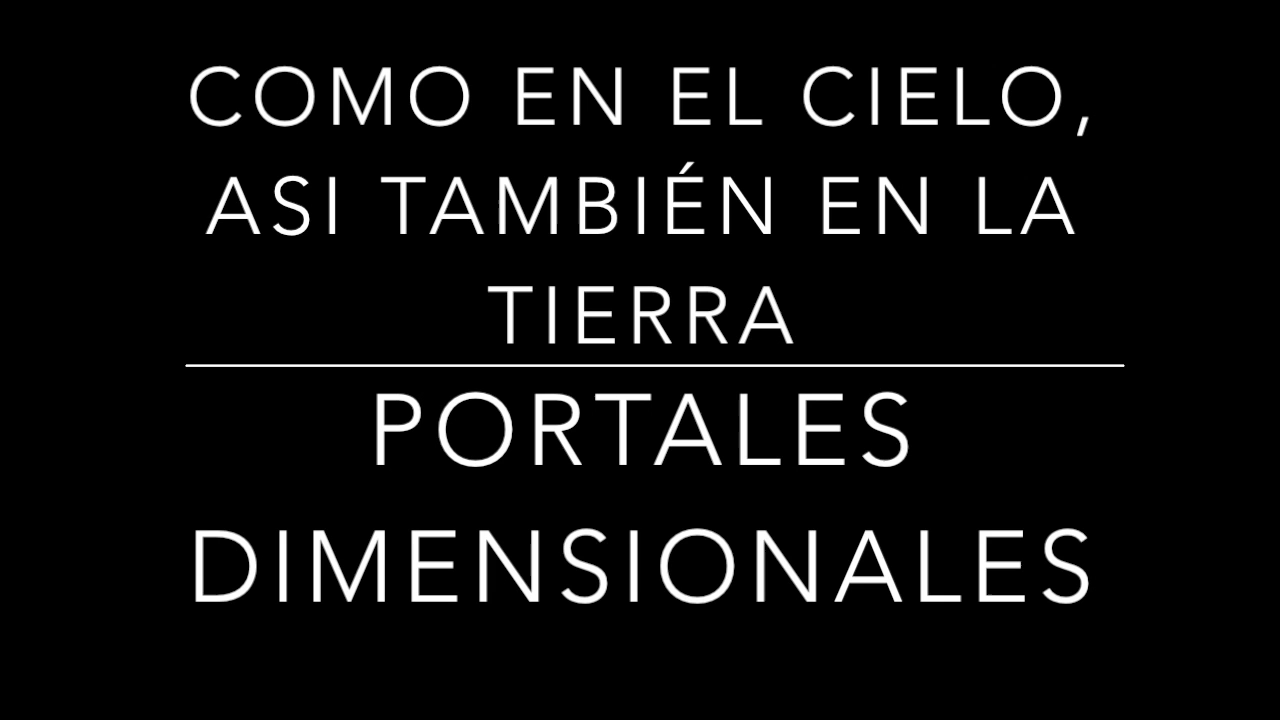 COMO EN EL CIELO,
ASI TAMBIÉN EN LA
TIERRA
PORTALES
DIMENSIONALES